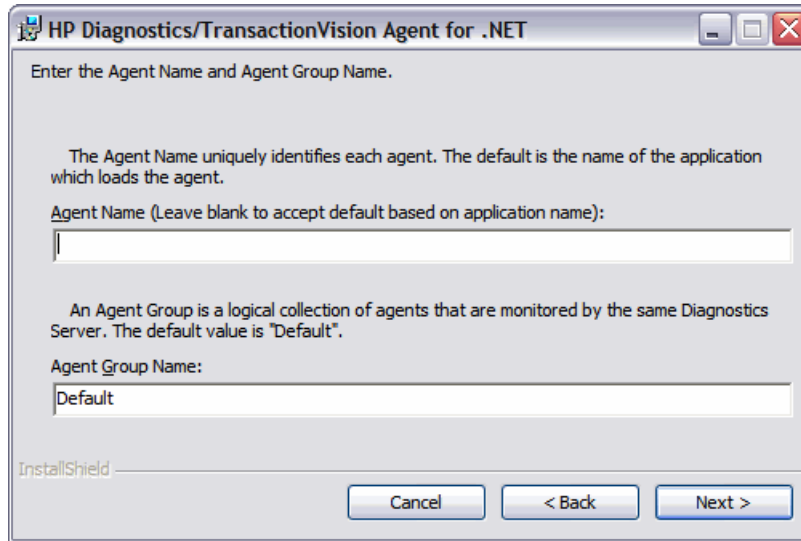 HP Diagnostics/TransactionVision Agent for .NET
Enter the Agent Name and Agent Group Name.
The Agent Name uniquely identifies each agent. The default is the name of the application
which loads the agent.
Agent Name (Leave blank to accept default based on application name):
An Agent Group is a logical collection of agents that are monitored by the same Diagnostics
Server. The default value is "Default".
Agent Group Name:
Default
InstallShield
Cancel
< Back
Next >